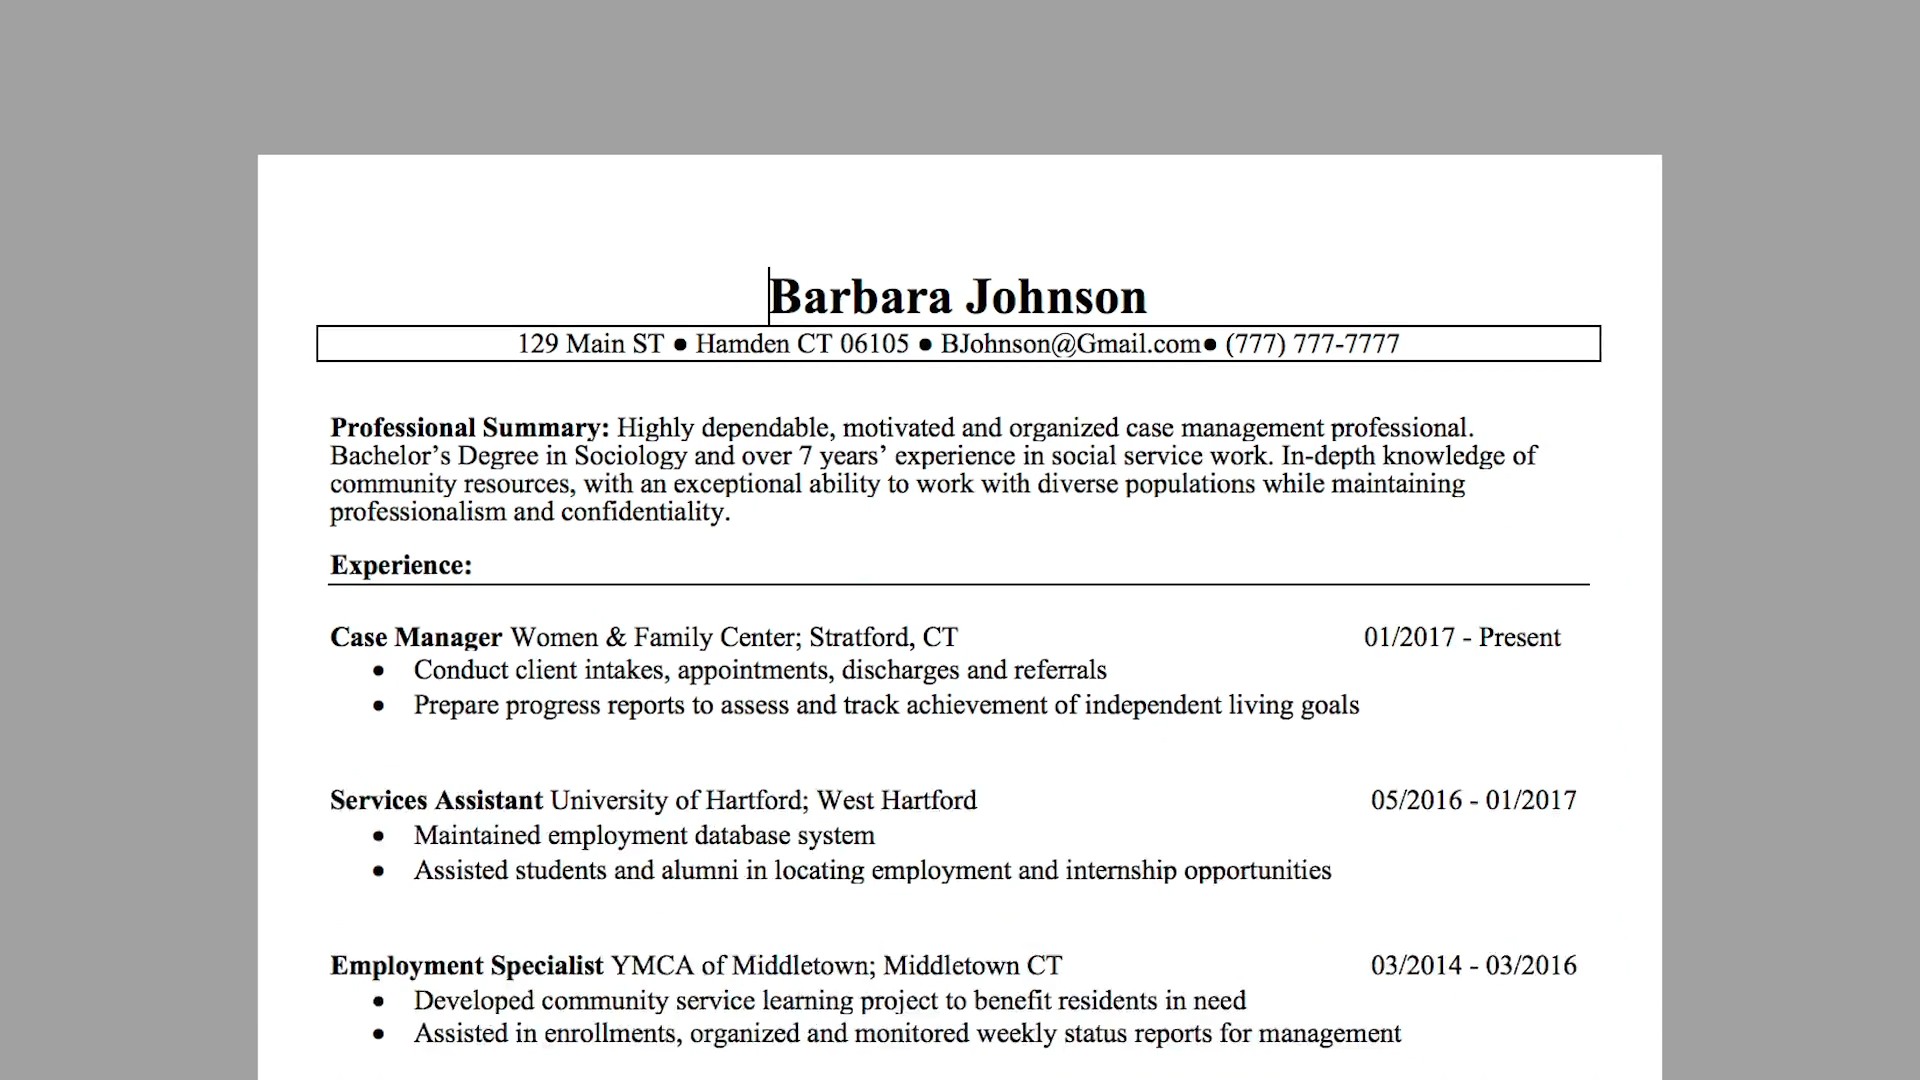 Barbara Johnson
129 Main ST ● Hamden CT 06105 ● BJohnson@Gmail.com● (777) 777-7777
Professional Summary: Highly dependable, motivated and organized case management professional.
Bachelor’s Degree in Sociology and over 7 years’ experience in social service work. In-depth knowledge of
community resources, with an exceptional ability to work with diverse populations while maintaining
professionalism and confidentiality.
Experience:
Case Manager Women & Family Center; Stratford, CT 01/2017 - Present
● Conduct client intakes, appointments, discharges and referrals
● Prepare progress reports to assess and track achievement of independent living goals
Services Assistant University of Hartford; West Hartford 05/2016 - 01/2017
● Maintained employment database system
● Assisted students and alumni in locating employment and internship opportunities
Employment Specialist YMCA of Middletown; Middletown CT 03/2014 - 03/2016
● Developed community service learning project to benefit residents in need
● Assisted in enrollments, organized and monitored weekly status reports for management